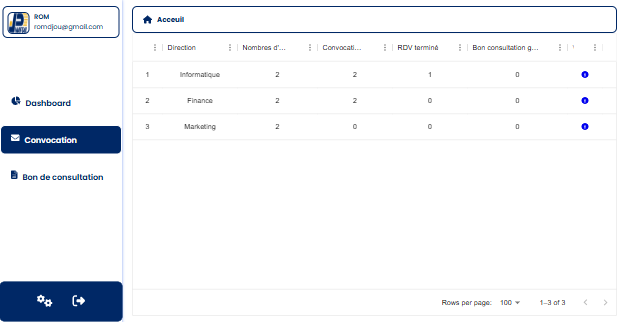 ROM
romdjou@gmail.com
Dashboard
Convocation
Bon de consultation
Acceuil
Direction Nombres d'... Convocati... RDV terminé Bon consultation g...
1 Informatique 2 2 1 0
2 Finance 2 2 0 0
3 Marketing 2 0 0 0
Rows per page: 100 1–3 of 3